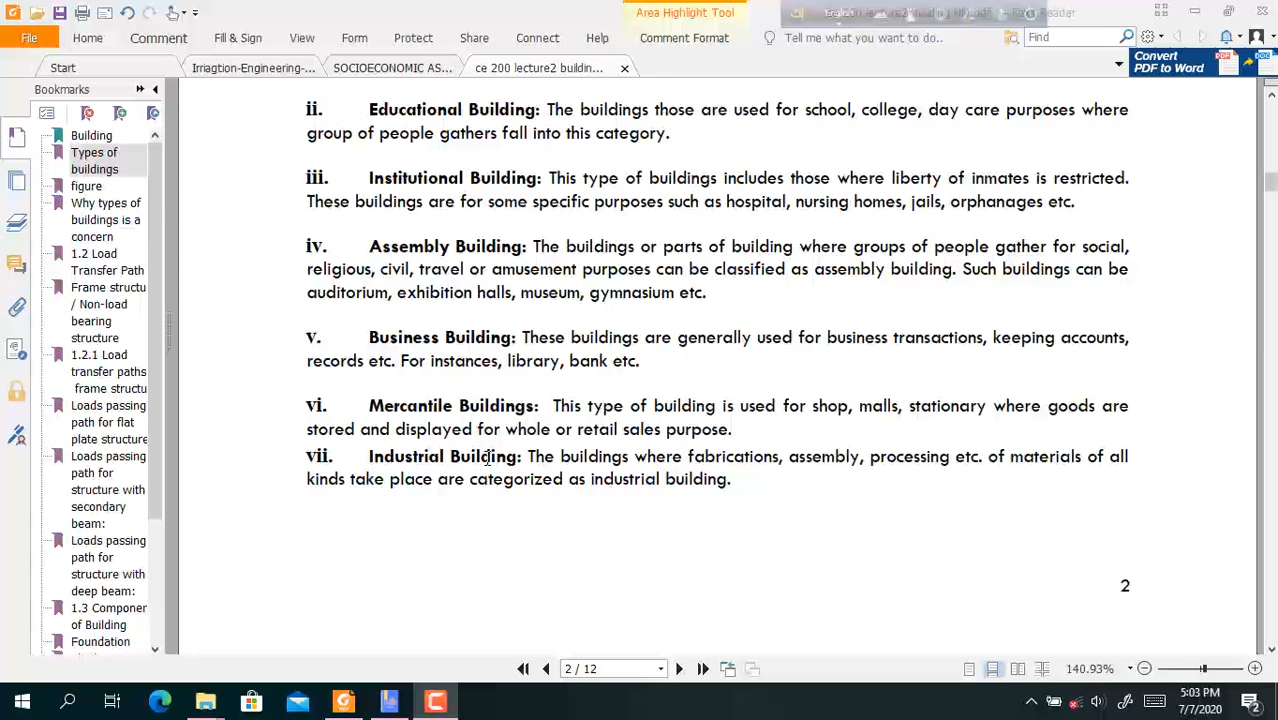 Area Highlight Tool
File
Home
Comment
Fill & Sign
View
Form
Protect
Share
Connect
Help
Comment Format
Tell me what you want to do..
Find
Start
Irriagtion-Engineering-...
SOCIOECONOMIC AS...
ce 200 lecture2 buildin...
Convert
PDF to Word
Bookmarks
Building
Types of
buildings
figure
Why types of
buildings is a
concern
1.2 Load
Transfer Path
Frame structu
/ Non-load
bearing
structure
1.2.1 Load
transfer paths
frame structu
Loads passing
path for flat
plate structure
Loads passing
path for
structure with
secondary
beam:
Loads passing
path for
structure with
deep beam:
1.3 Component
of Building
Foundation
ii. Educational Building: The buildings those are used for school, college, day care purposes where
group of people gathers fall into this category.
iii. Institutional Building: This type of buildings includes those where liberty of inmates is restricted.
These buildings are for some specific purposes such as hospital, nursing homes, jails, orphanages etc.
iv. Assembly Building: The buildings or parts of building where groups of people gather for social,
religious, civil, travel or amusement purposes can be classified as assembly building. Such buildings can be
auditorium, exhibition halls, museum, gymnasium etc.
v. Business Building: These buildings are generally used for business transactions, keeping accounts,
records etc. For instances, library, bank etc.
vi. Mercantile Buildings: This type of building is used for shop, malls, stationary where goods are
stored and displayed for whole or retail sales purpose.
vii. Industrial Building: The buildings where fabrications, assembly, processing etc. of materials of all
kinds take place are categorized as industrial building.
2
2 / 12
140.93%
5:03 PM
7/7/2020
2